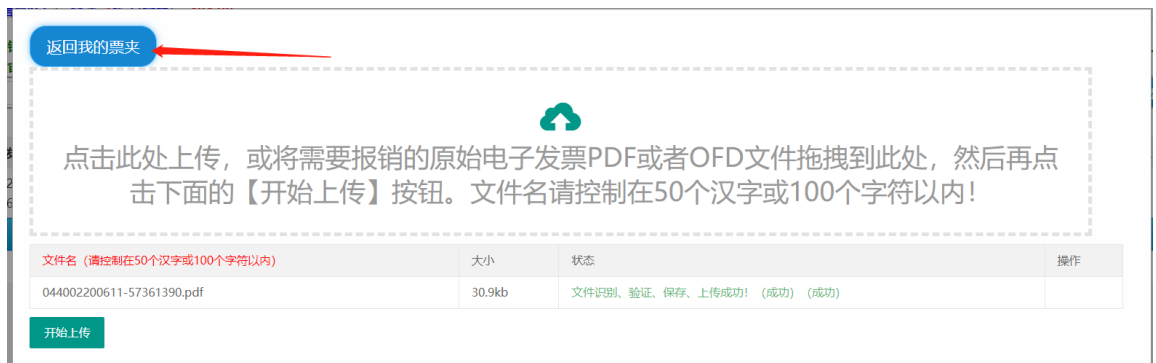 返回我的票夹
点击此处上传，或将需要报销的原始电子发票PDF或者OFD文件拖拽到此处，然后再点
击下面的【开始上传】按钮。文件名请控制在50个汉字或100个字符以内！
文件名（请控制在50个汉字或100个字符以内） 大小 状态 操作
044002200611-57361390.pdf 30.9kb 文件识别、验证、保存、上传成功！（成功）（成功）
开始上传